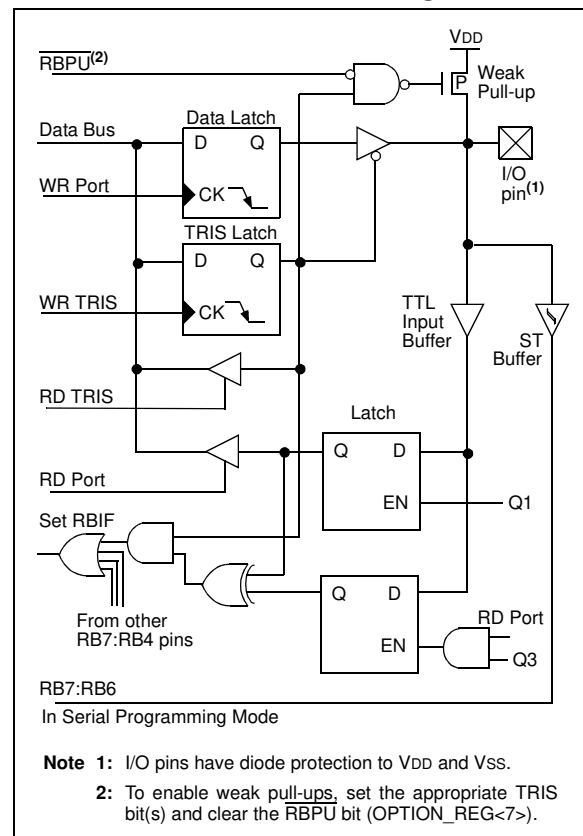 VDD
RBPU(2)
P
Weak
Pull-up
Data Latch
Data Bus
D Q
WR Port
CK
I/O
pin(1)
TRIS Latch
D Q
WR TRIS
CK
TTL
Input
Buffer
ST
Buffer
RD TRIS
Latch
Q D
RD Port
EN
Q1
Set RBIF
Q D
From other
RB7:RB4 pins
RD Port
EN
Q3
RB7:RB6
In Serial Programming Mode
Note 1: I/O pins have diode protection to VDD and VSS.
2: To enable weak pull-ups, set the appropriate TRIS
bit(s) and clear the RBPU bit (OPTION_REG<7>).